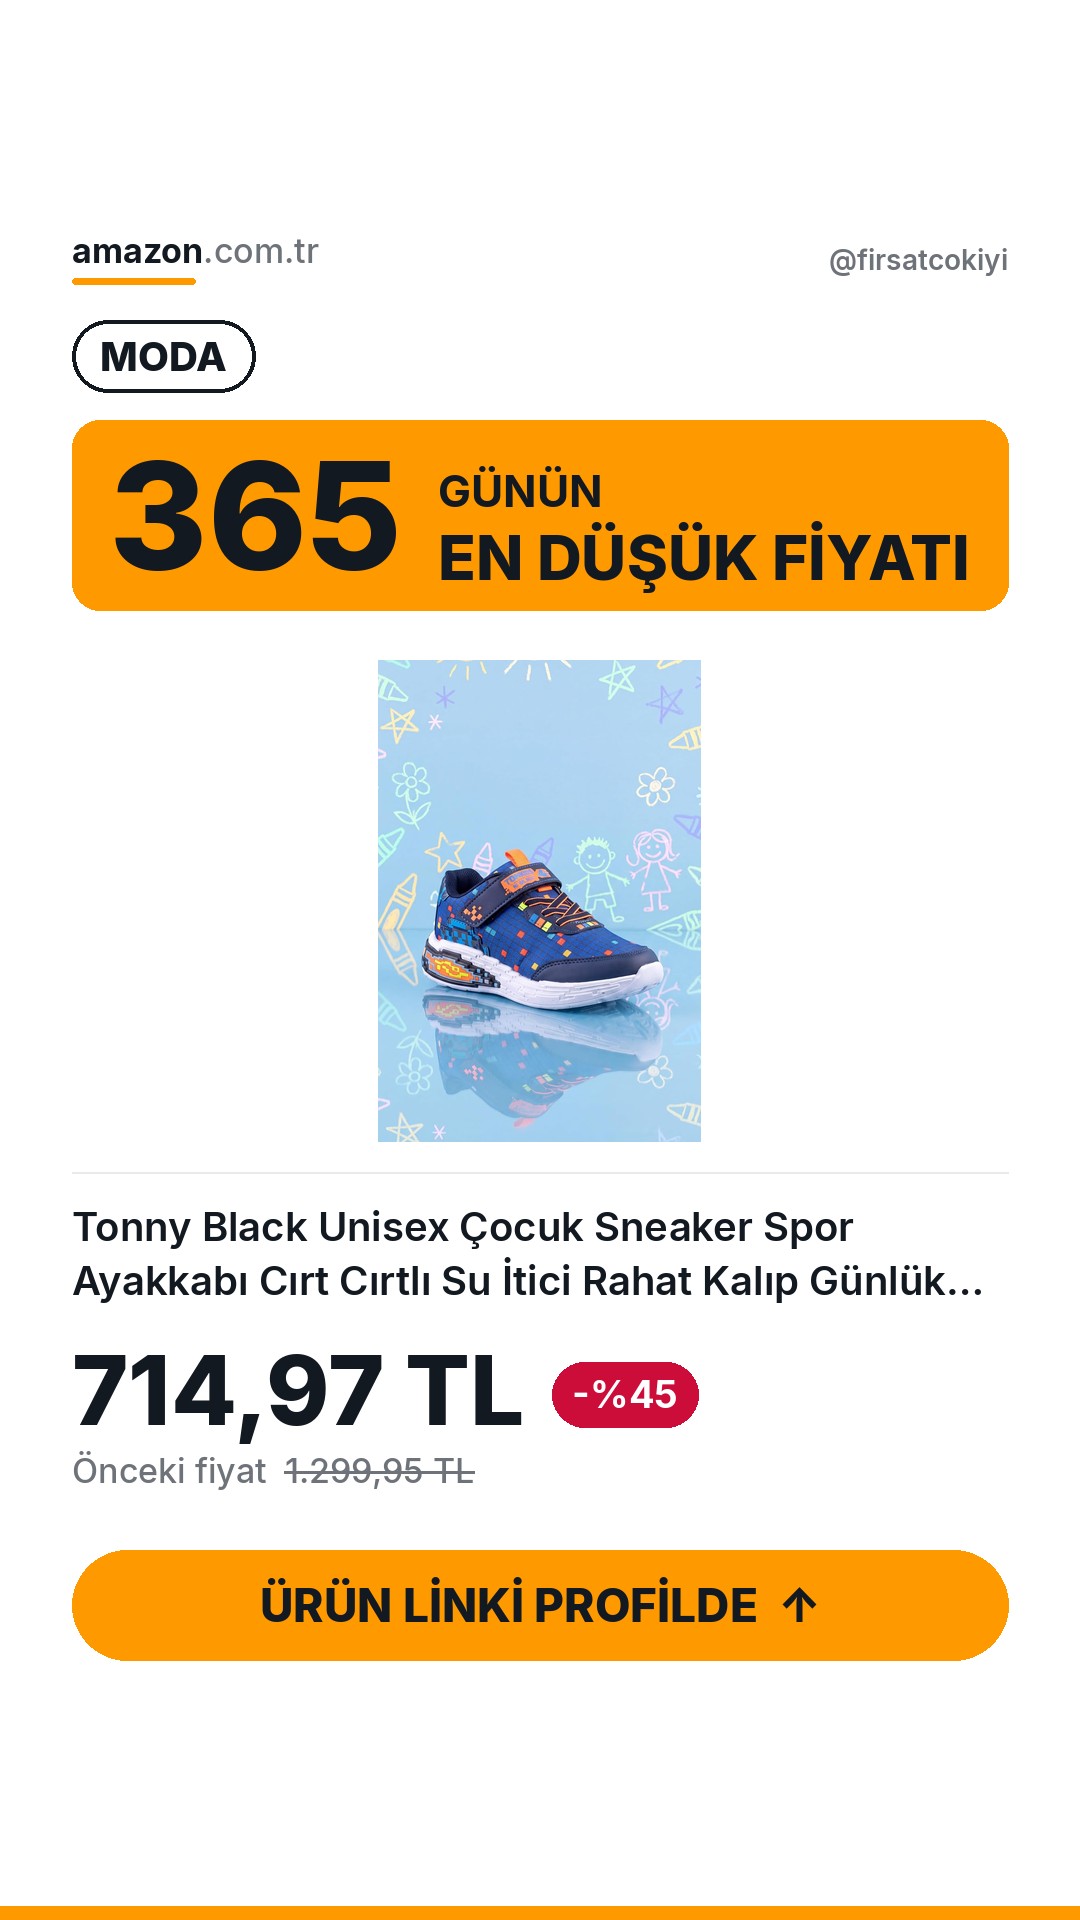 amazon.com.tr
@firsatcokiyi
MODA
365 GÜNÜN
EN DÜŞÜK FİYATI
Tonny Black Unisex Çocuk Sneaker Spor
Ayakkabı Cırt Cırtlı Su İtici Rahat Kalıp Günlük...
714,97 TL -%45
Önceki fiyat 1.299,95 TL
ÜRÜN LİNKİ PROFİLDE ↑